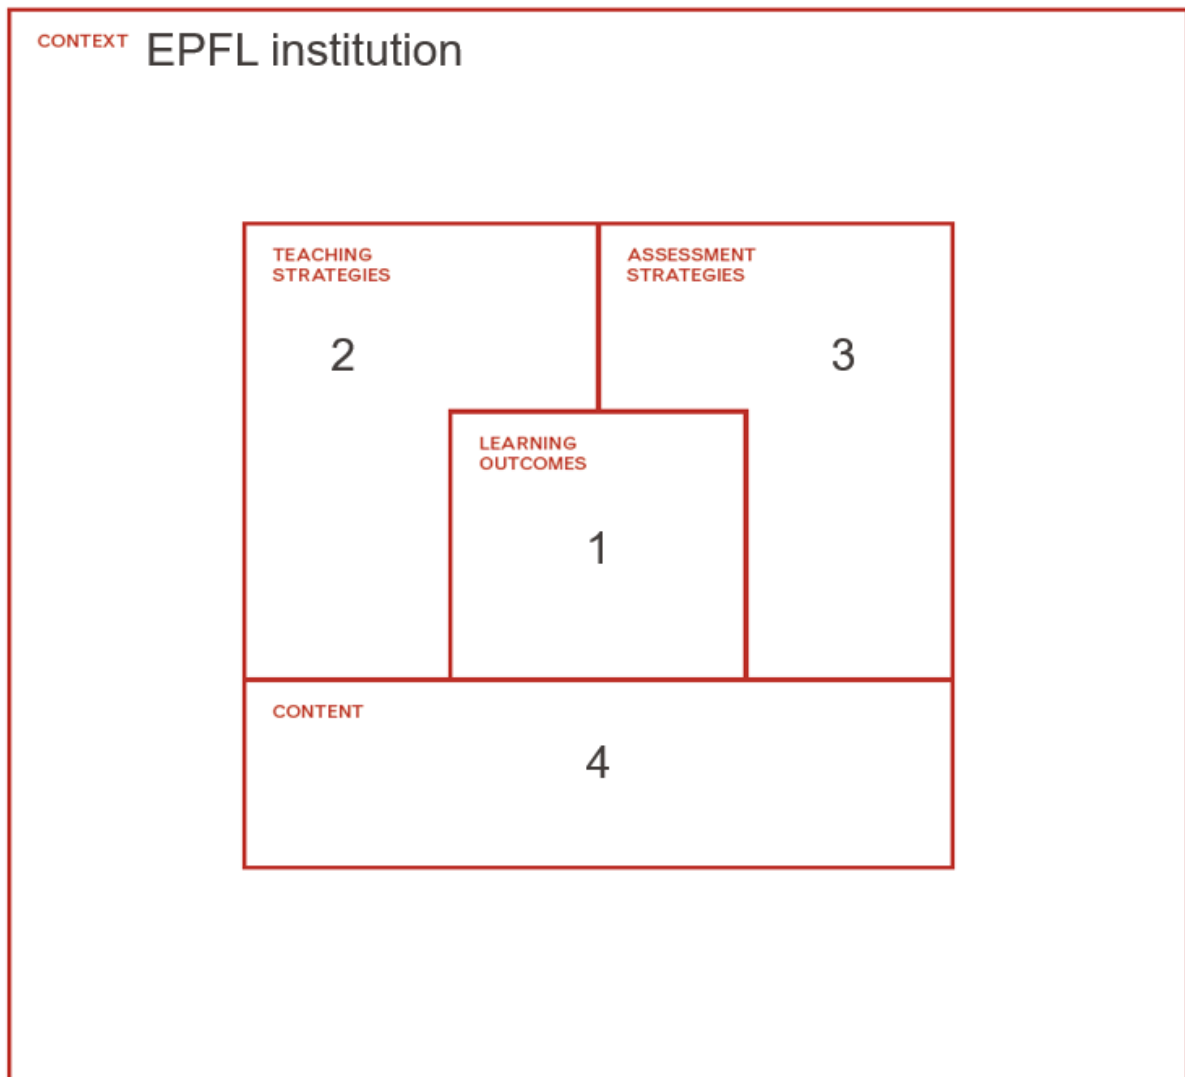 CONTEXT EPFL institution
TEACHING
STRATEGIES
2
ASSESSMENT
STRATEGIES
3
LEARNING
OUTCOMES
1
CONTENT
4